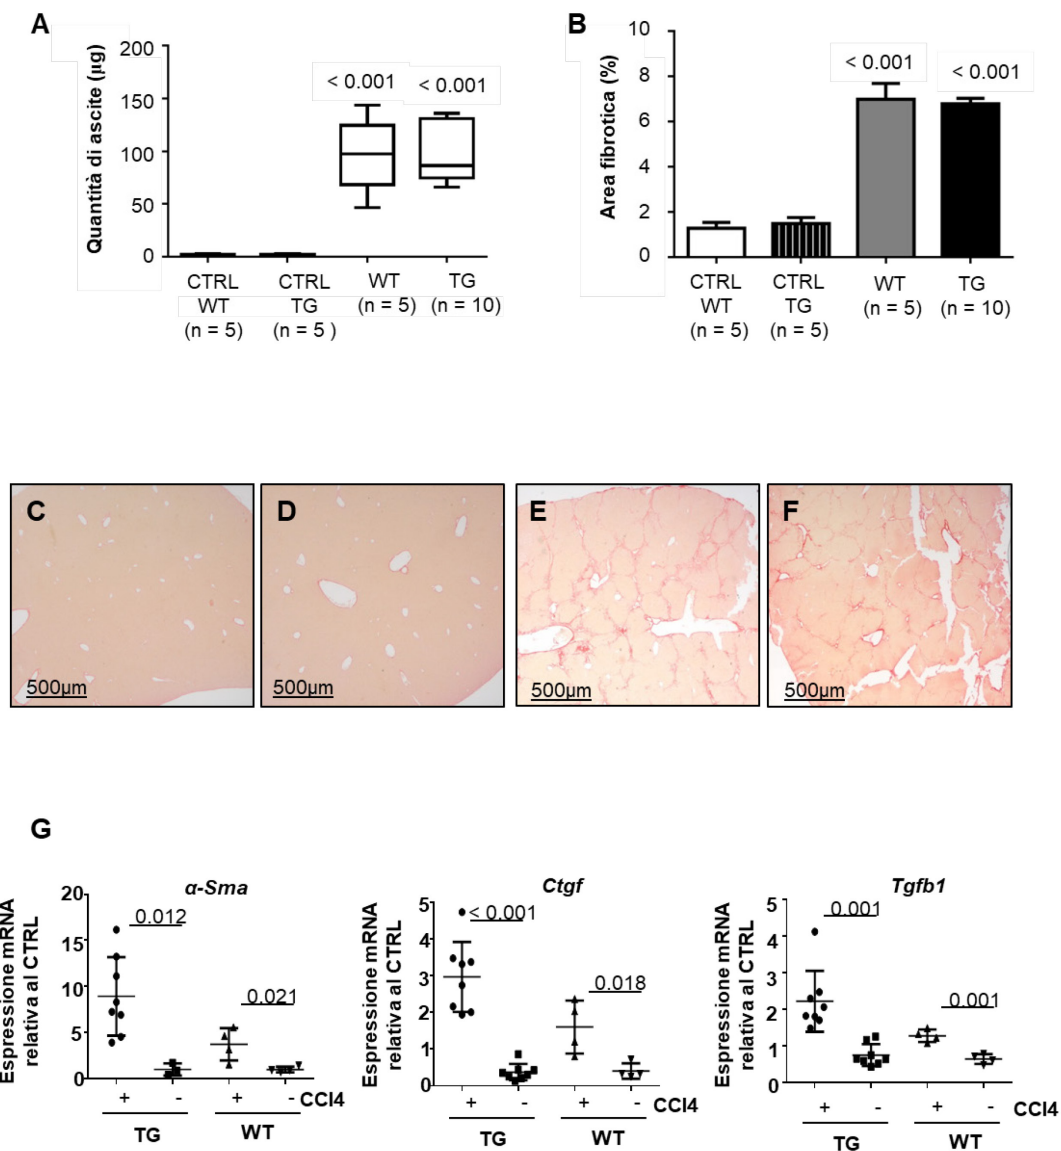 A
Quantità di ascite (µg)
200
150
100
50
0
< 0.001
< 0.001
CTRL
WT
(n = 5)
CTRL
TG
(n = 5 )
WT
(n = 5)
TG
(n = 10)
B
Area fibrotica (%)
10
8
6
4
2
0
< 0.001
< 0.001
CTRL
WT
(n = 5)
CTRL
TG
(n = 5)
WT
(n = 5)
TG
(n = 10)
C
500µm
D
500µm
E
500µm
F
500µm
G
α-Sma
Espressione mRNA
relativa al CTRL
20
15
10
5
0
0.012
0.021
+ - + - CCl4
TG WT
Ctgf
Espressione mRNA
relativa al CTRL
5
4
3
2
1
0
< 0.001
0.018
+ - + - CCl4
TG WT
Tgfb1
Espressione mRNA
relativa al CTRL
5
4
3
2
1
0
0.001
0.001
+ - + - CCl4
TG WT